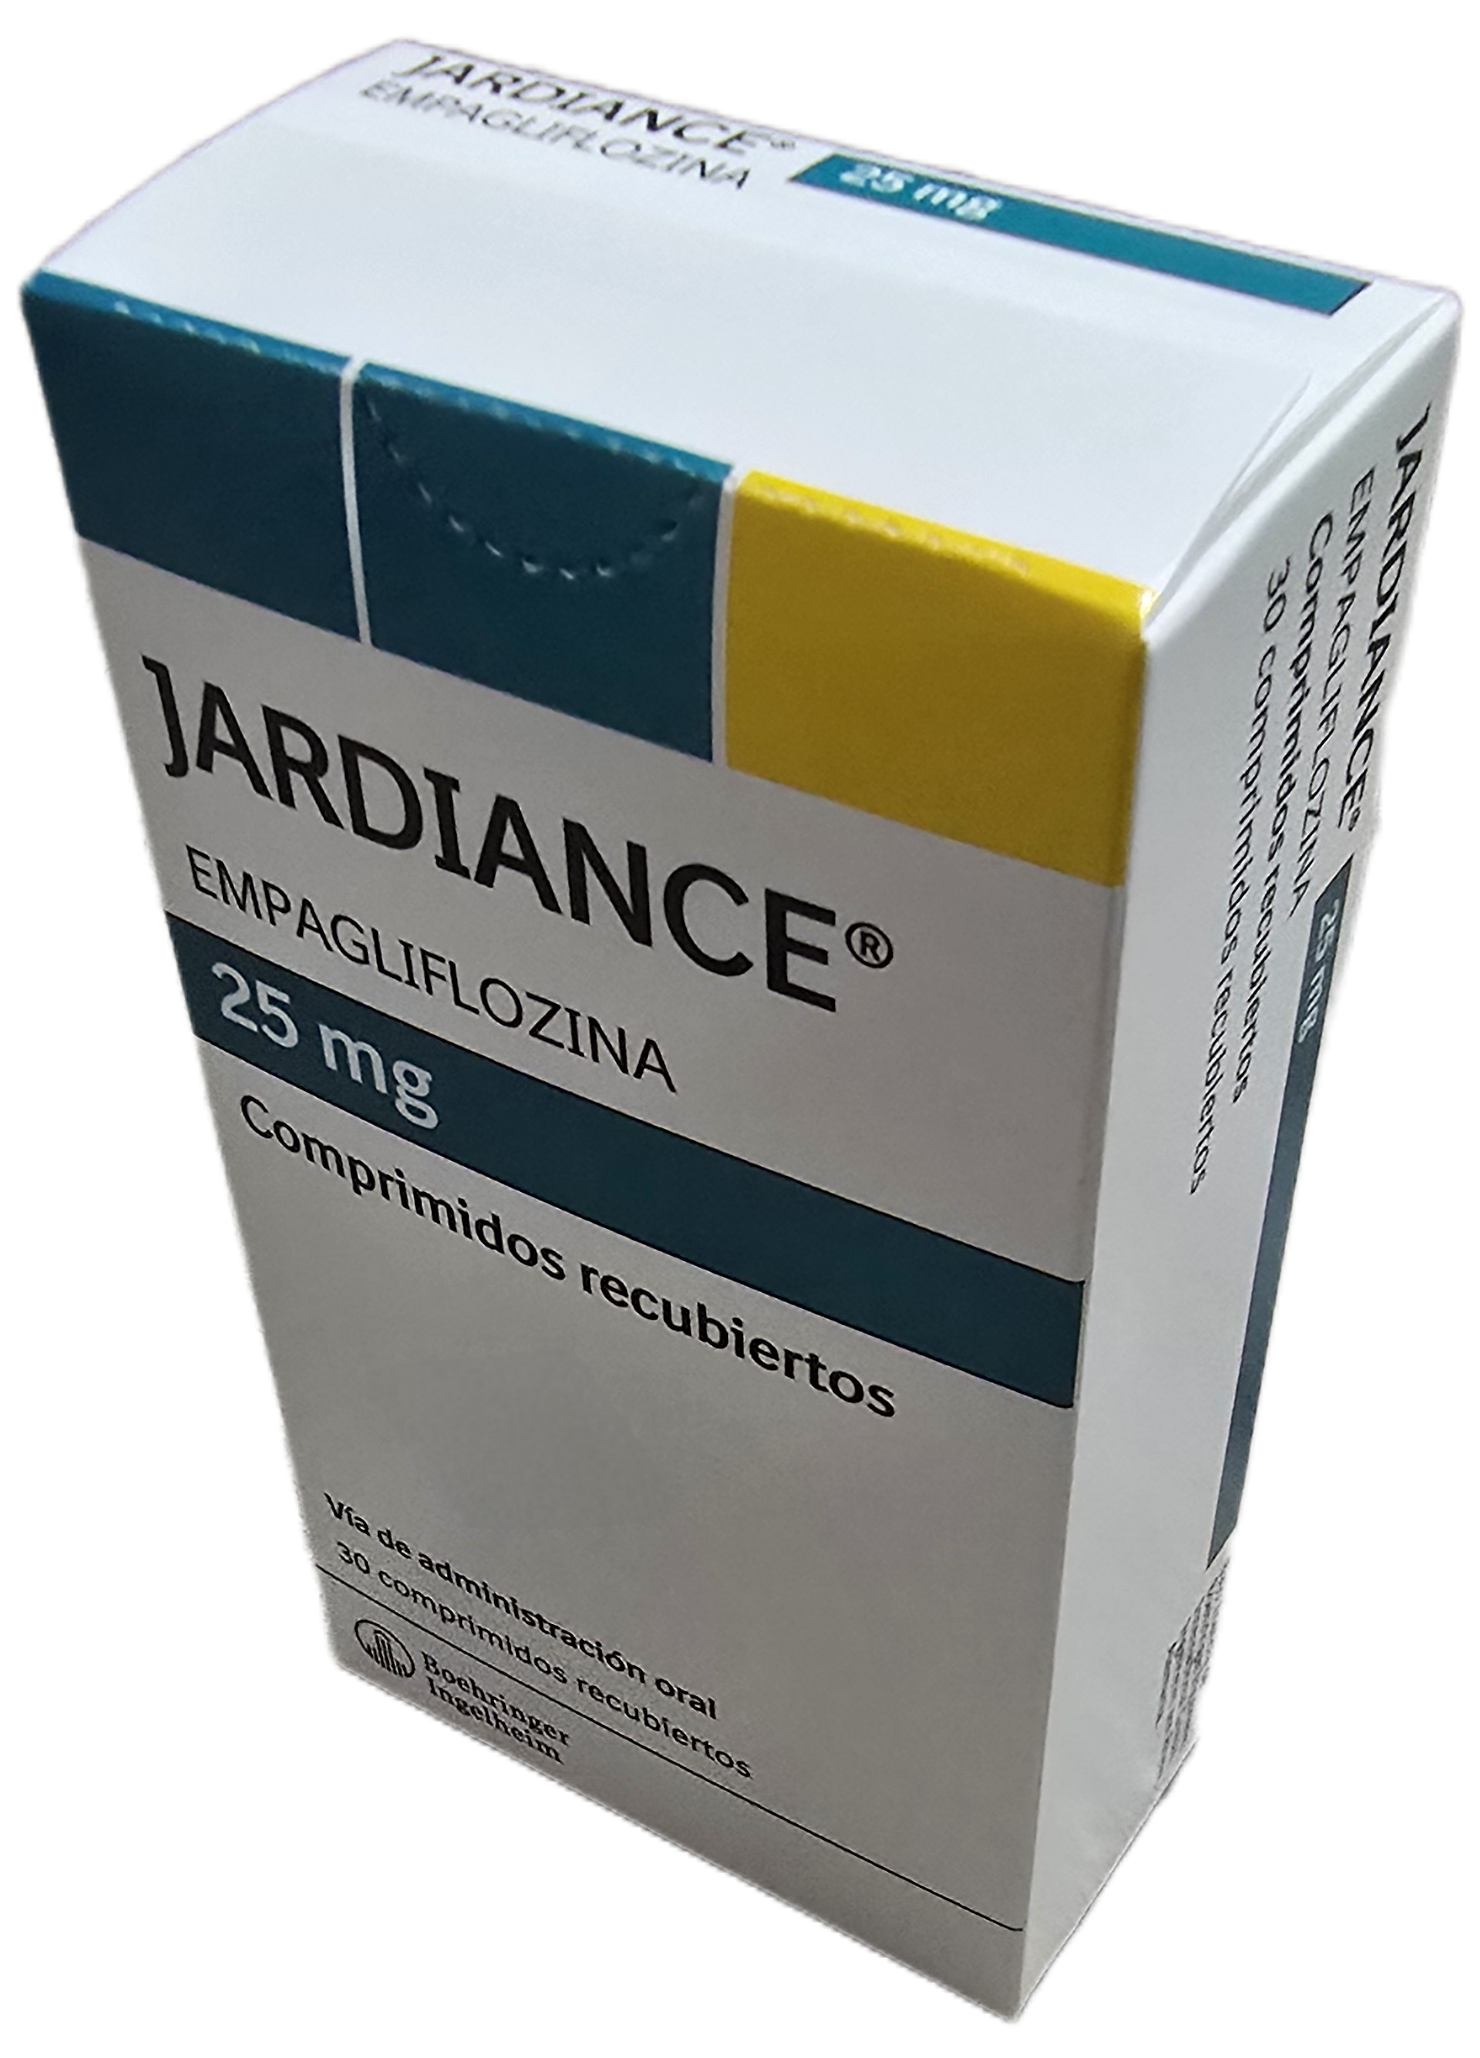 JARDIANCE®
EMPAGLIFLOZINA
25 mg
JARDIANCE®
EMPAGLIFLOZINA
25 mg
Comprimidos recubiertos
Vía de administración oral
30 comprimidos recubiertos
Boehringer
Ingelheim
JARDIANCE®
EMPAGLIFLOZINA
25 mg
Comprimidos recubiertos
30 comprimidos recubiertos